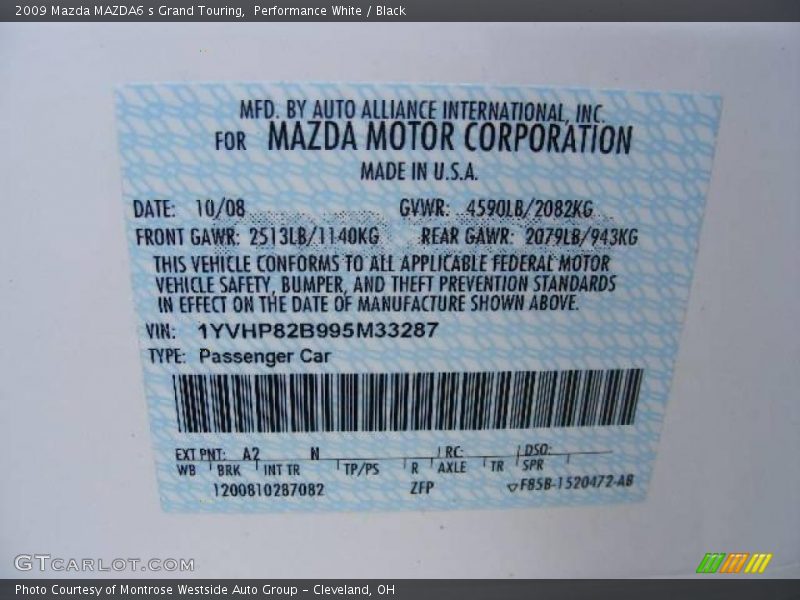 2009 Mazda MAZDA6 s Grand Touring,  Performance White / Black
MFD. BY AUTO ALLIANCE INTERNATIONAL, INC.
FOR MAZDA MOTOR CORPORATION
MADE IN U.S.A.
DATE: 10/08 GVWR: 4590LB/2082KG
FRONT GAWR: 2513LB/1140KG REAR GAWR: 2079LB/943KG
THIS VEHICLE CONFORMS TO ALL APPLICABLE FEDERAL MOTOR
VEHICLE SAFETY, BUMPER, AND THEFT PREVENTION STANDARDS
IN EFFECT ON THE DATE OF MANUFACTURE SHOWN ABOVE.
VIN: 1YVHP82B995M33287
TYPE: Passenger Car
EXT PNT: A2 N RC: DSO:
WB BRK INT TR TP/PS R AXLE TR SPR
1200810287082 ZFP F85B-1520472-AB
GTCARLOT.COM
Photo Courtesy of Montrose Westside Auto Group - Cleveland, OH